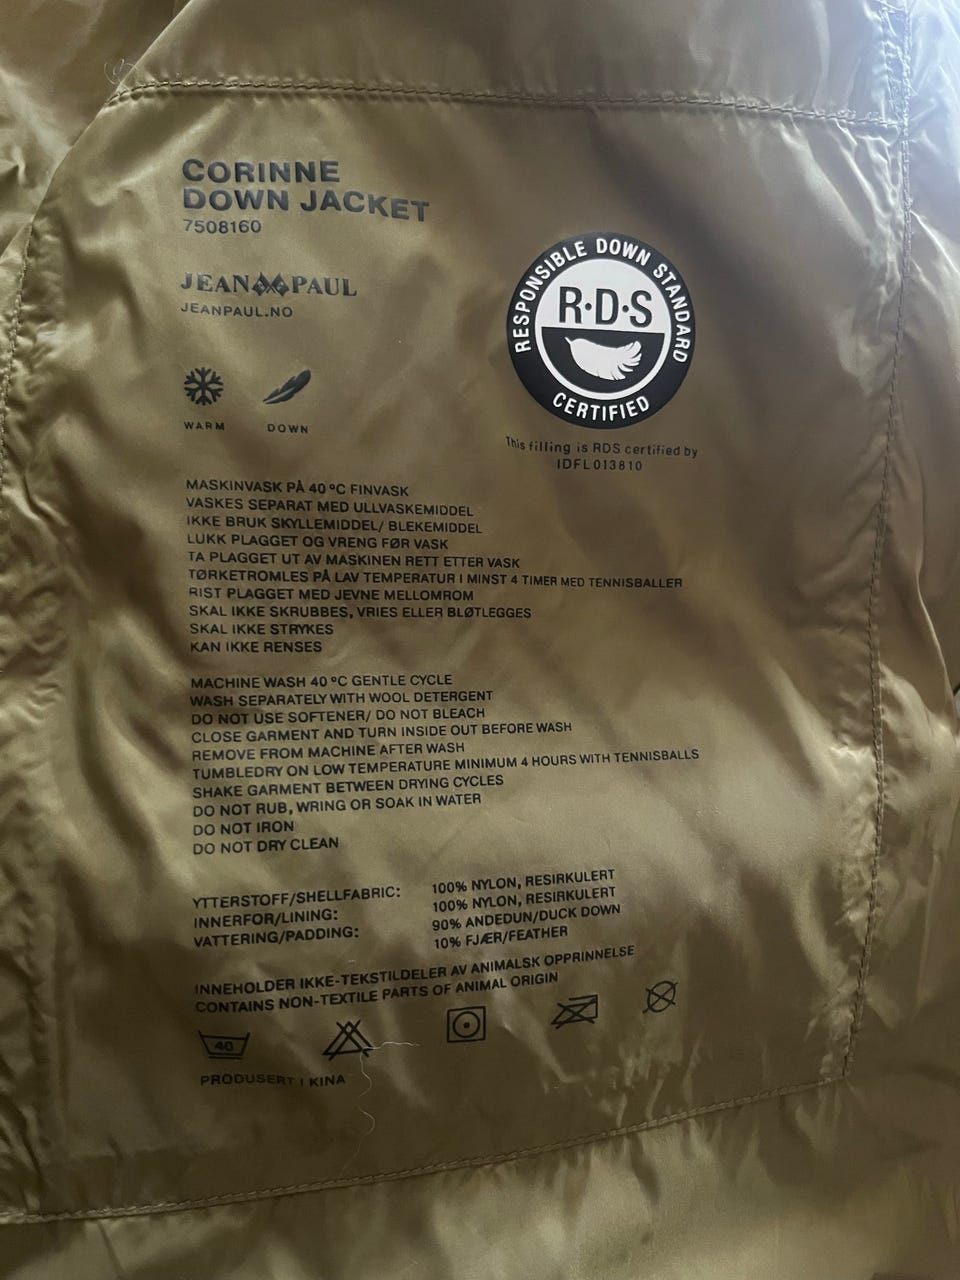 CORINNE
DOWN JACKET
7508160
JEAN PAUL
JEANPAUL.NO
WARM
DOWN
RESPONSIBLE DOWN STANDARD
R·D·S
CERTIFIED
This filling is RDS certified by
IDFL013810
MASKINVASK PÅ 40 °C FINVASK
VASKES SEPARAT MED ULLVASKEMIDDEL
IKKE BRUK SKYLLEMIDDEL/ BLEKEMIDDEL
LUKK PLAGGET OG VRENG FØR VASK
TA PLAGGET UT AV MASKINEN RETT ETTER VASK
TØRKETROMLES PÅ LAV TEMPERATUR I MINST 4 TIMER MED TENNISBALLER
RIST PLAGGET MED JEVNE MELLOMROM
SKAL IKKE SKRUBBES, VRIES ELLER BLØTLEGGES
SKAL IKKE STRYKES
KAN IKKE RENSES
MACHINE WASH 40 °C GENTLE CYCLE
WASH SEPARATELY WITH WOOL DETERGENT
DO NOT USE SOFTENER/ DO NOT BLEACH
CLOSE GARMENT AND TURN INSIDE OUT BEFORE WASH
REMOVE FROM MACHINE AFTER WASH
TUMBLEDRY ON LOW TEMPERATURE MINIMUM 4 HOURS WITH TENNISBALLS
SHAKE GARMENT BETWEEN DRYING CYCLES
DO NOT RUB, WRING OR SOAK IN WATER
DO NOT IRON
DO NOT DRY CLEAN
YTTERSTOFF/SHELLFABRIC: 100% NYLON, RESIRKULERT
INNERFOR/LINING: 100% NYLON, RESIRKULERT
VATTERING/PADDING: 90% ANDEDUN/DUCK DOWN
10% FJÆR/FEATHER
INNEHOLDER IKKE-TEKSTILDELER AV ANIMALSK OPPRINNELSE
CONTAINS NON-TEXTILE PARTS OF ANIMAL ORIGIN
40
PRODUSERT I KINA